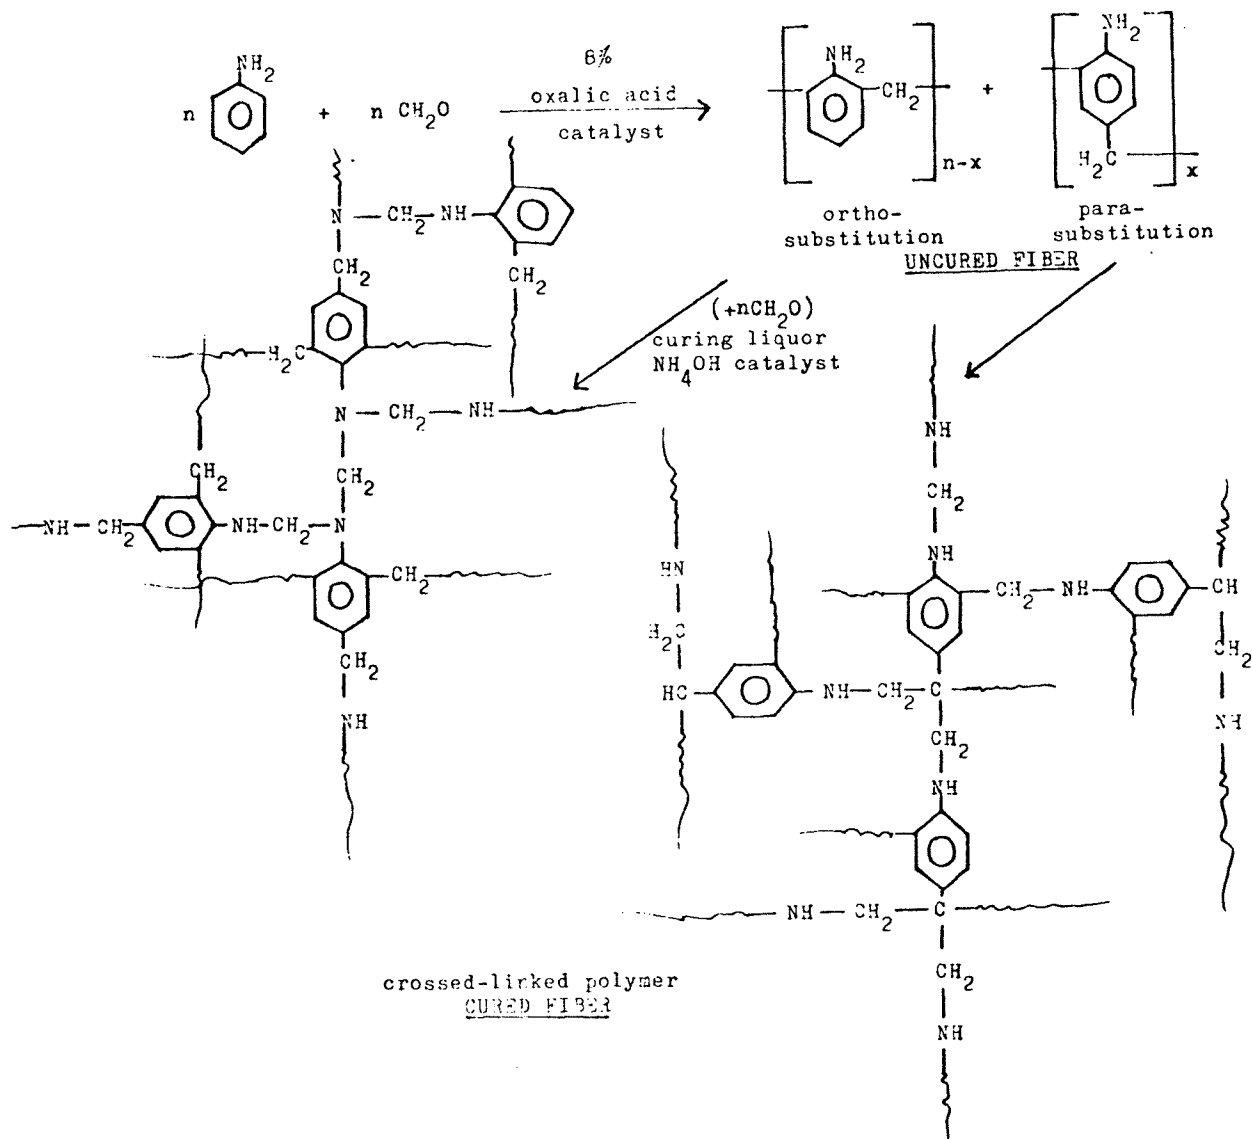 n NH2 + n CH2O
8%
oxalic acid
catalyst
NH2
CH2
n-x
+
NH2
H2C
x
ortho-
substitution
para-
substitution
UNCURED FIBER
(+nCH2O)
curing liquor
NH4OH catalyst
N—CH2—NH
CH2
CH2
H2C
N—CH2—NH
CH2
CH2
NH—CH2
NH—CH2—N
CH2
CH2
NH
NH
CH2
NH
CH2—NH
CH
CH2
NH
HN
H2C
HC
NH—CH2—C
CH2
NH
NH—CH2—C
CH2
NH
crossed-linked polymer
CURED FIBER